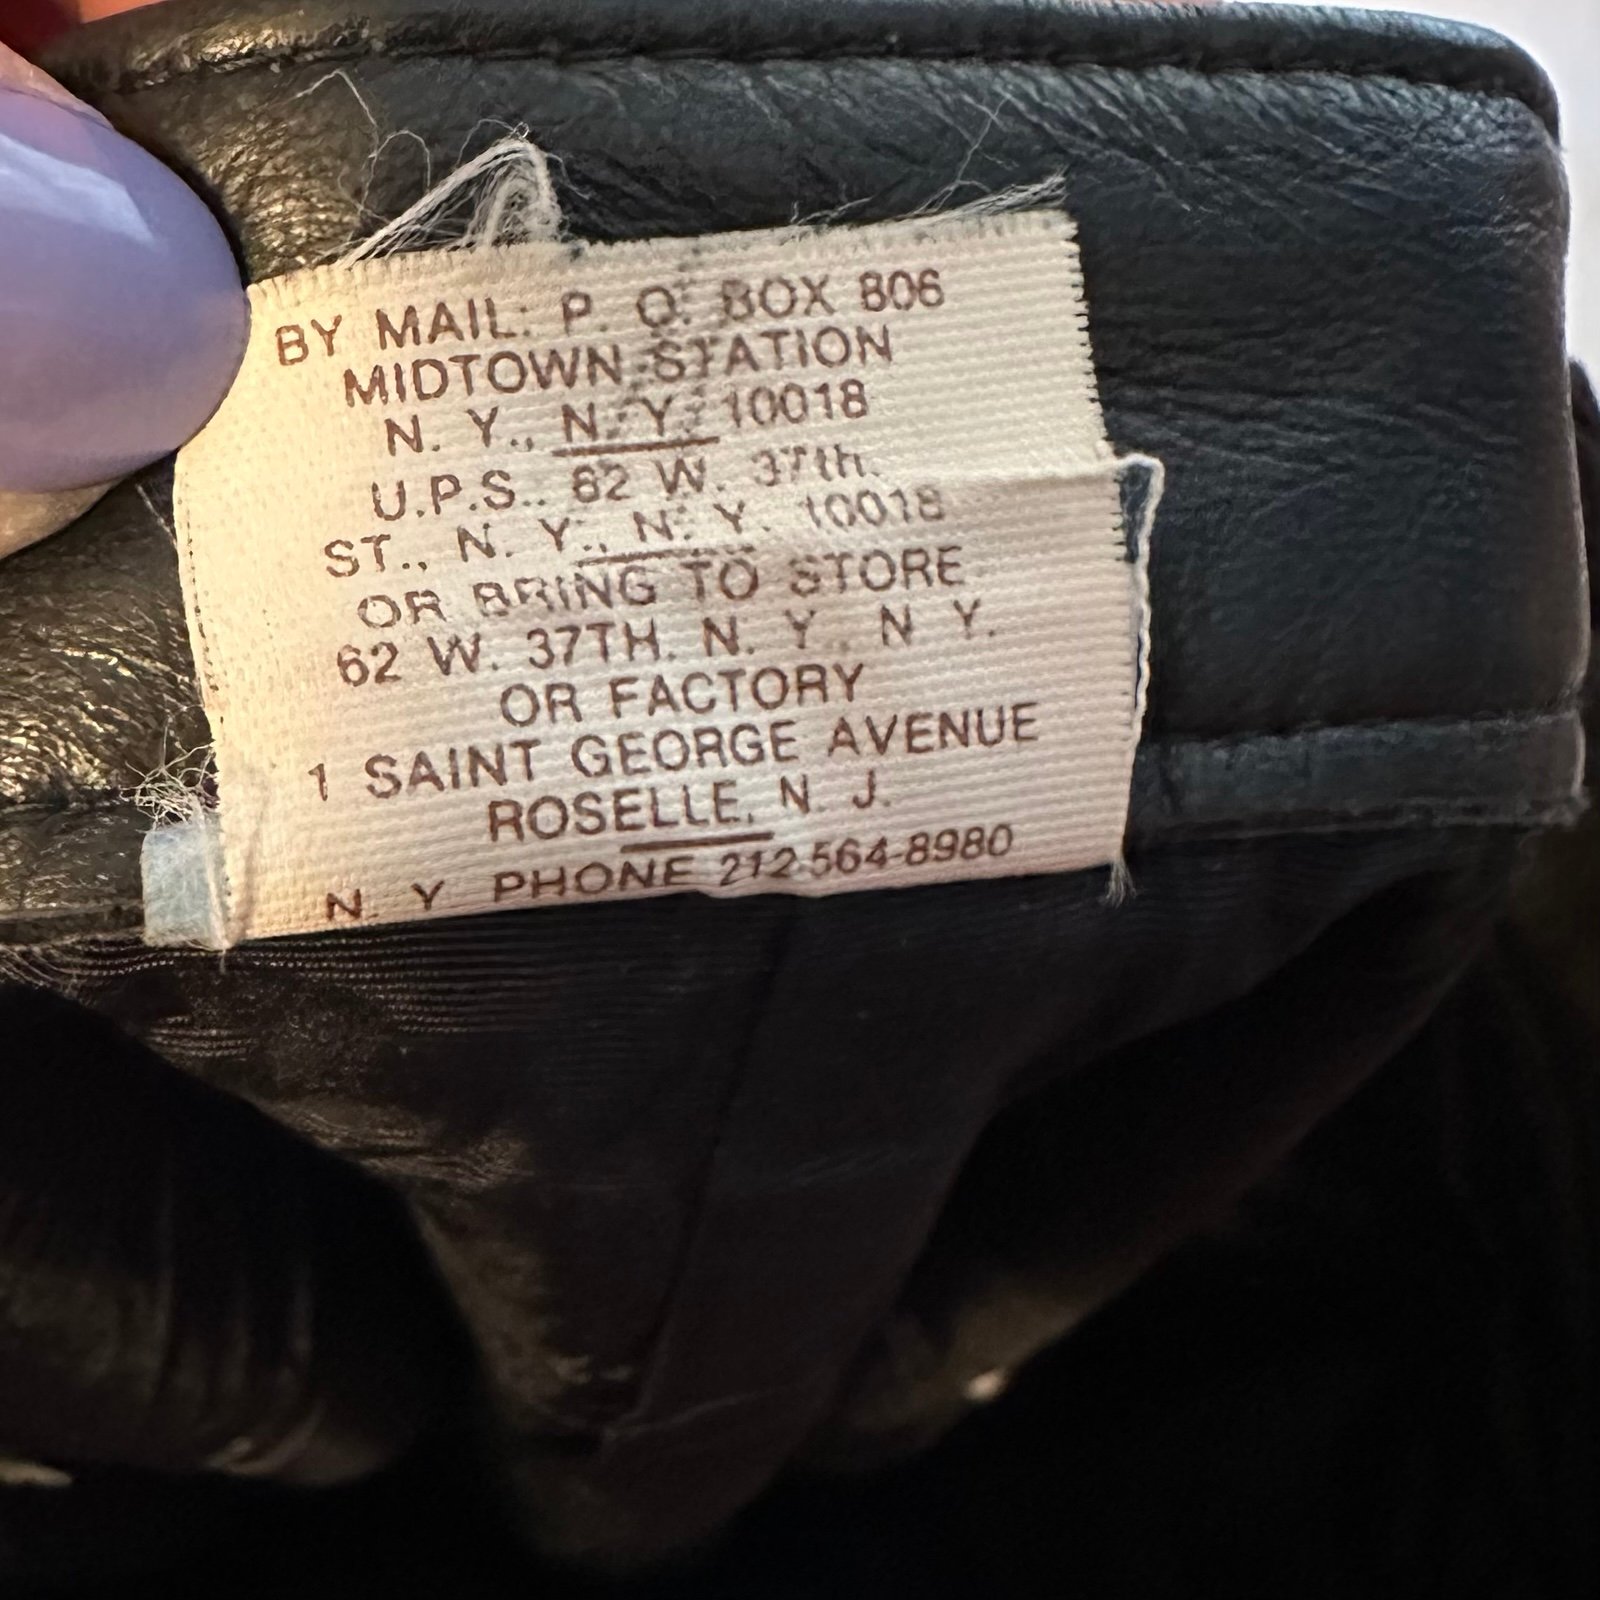 BY MAIL: P. O. BOX 806
MIDTOWN STATION
N. Y., N. Y. 10018
U.P.S.. 62 W. 37th.
ST., N. Y., N. Y. 10018
OR BRING TO STORE
62 W. 37TH. N. Y. N. Y.
OR FACTORY
1 SAINT GEORGE AVENUE
ROSELLE, N. J.
N. Y PHONE 212-564-8980